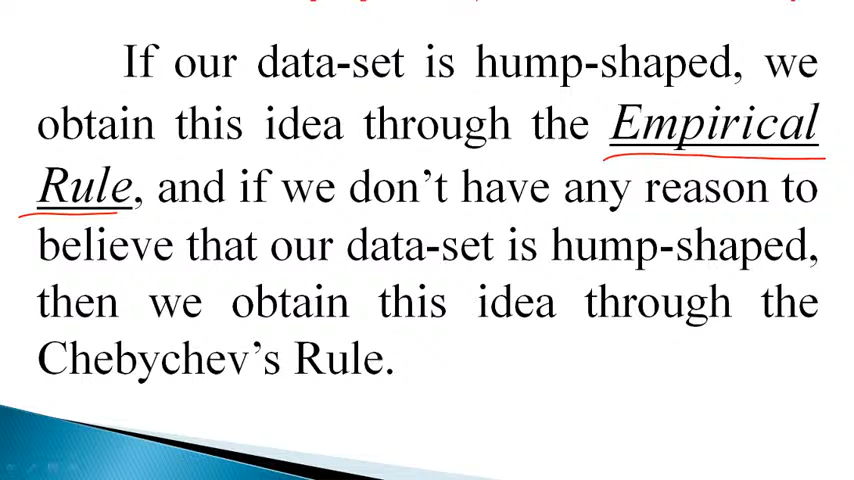 If our data-set is hump-shaped, we
obtain this idea through the Empirical
Rule, and if we don't have any reason to
believe that our data-set is hump-shaped,
then we obtain this idea through the
Chebychev's Rule.